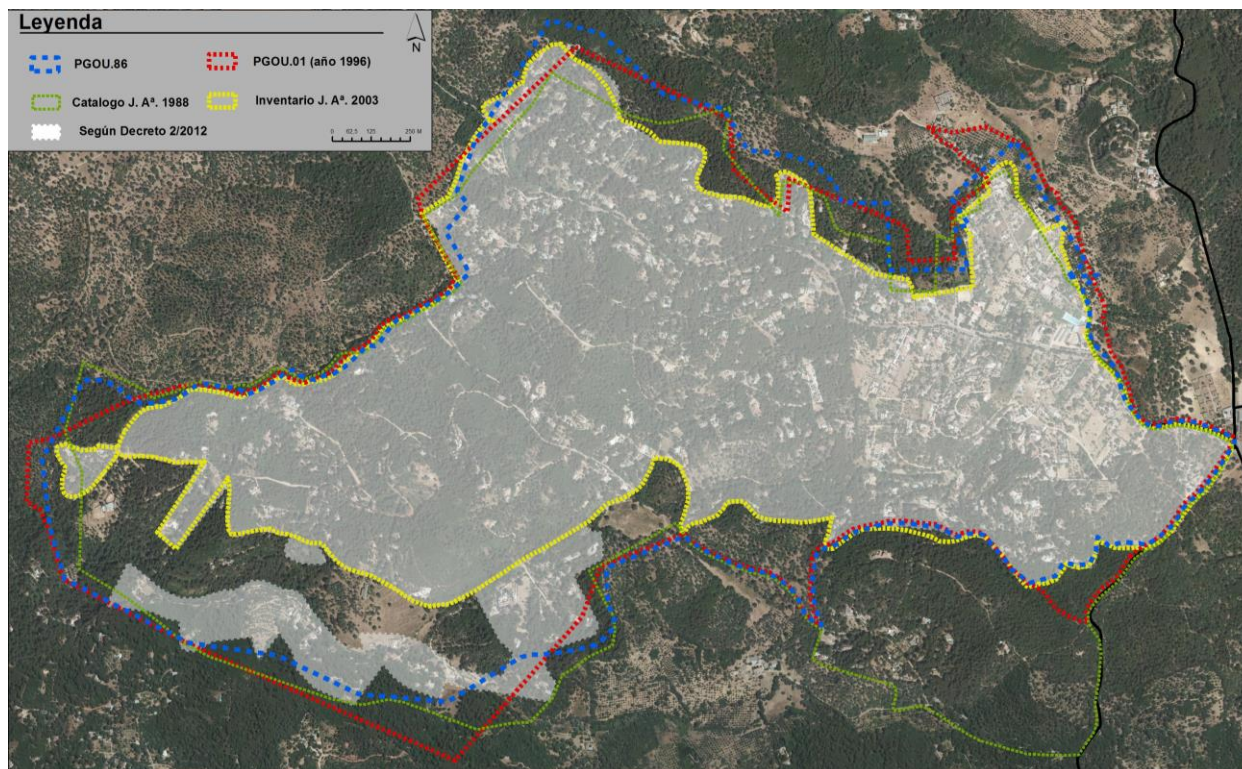 Leyenda
N
PGOU.86
PGOU.01 (año 1996)
Catalogo J. Aª. 1988
Inventario J. Aª. 2003
Según Decreto 2/2012
0 62,5 125 250 M